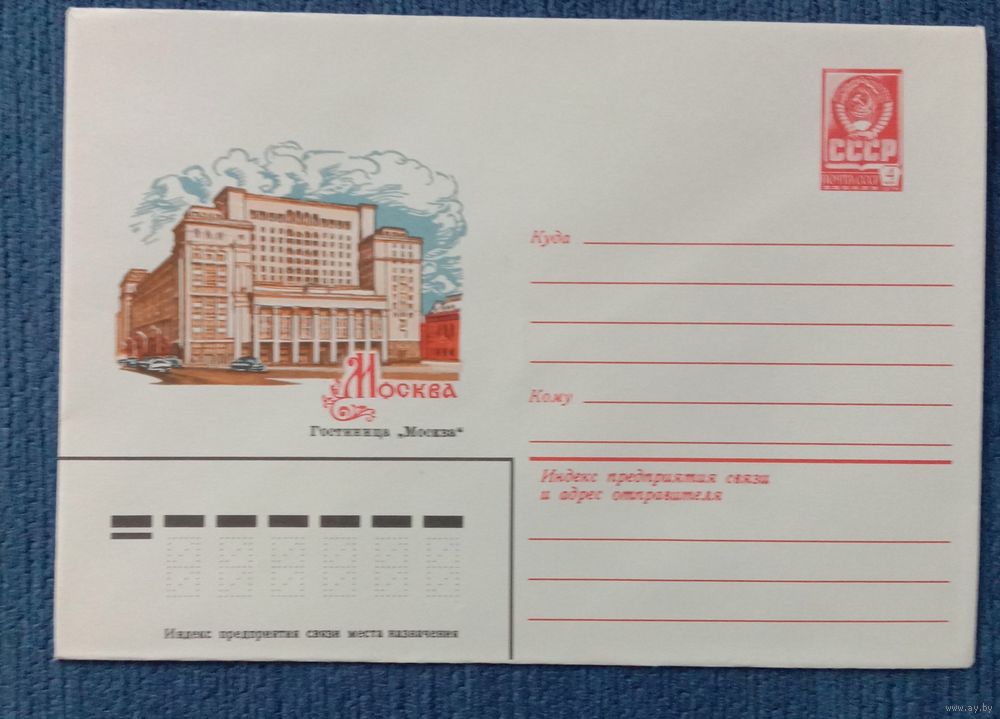 СССР
ПОЧТА СССР 4
Куда
Кому
Москва
Гостиница „Москва“
Индекс предприятия связи
и адрес отправителя
Индекс предприятия связи места назначения
www.ay.by